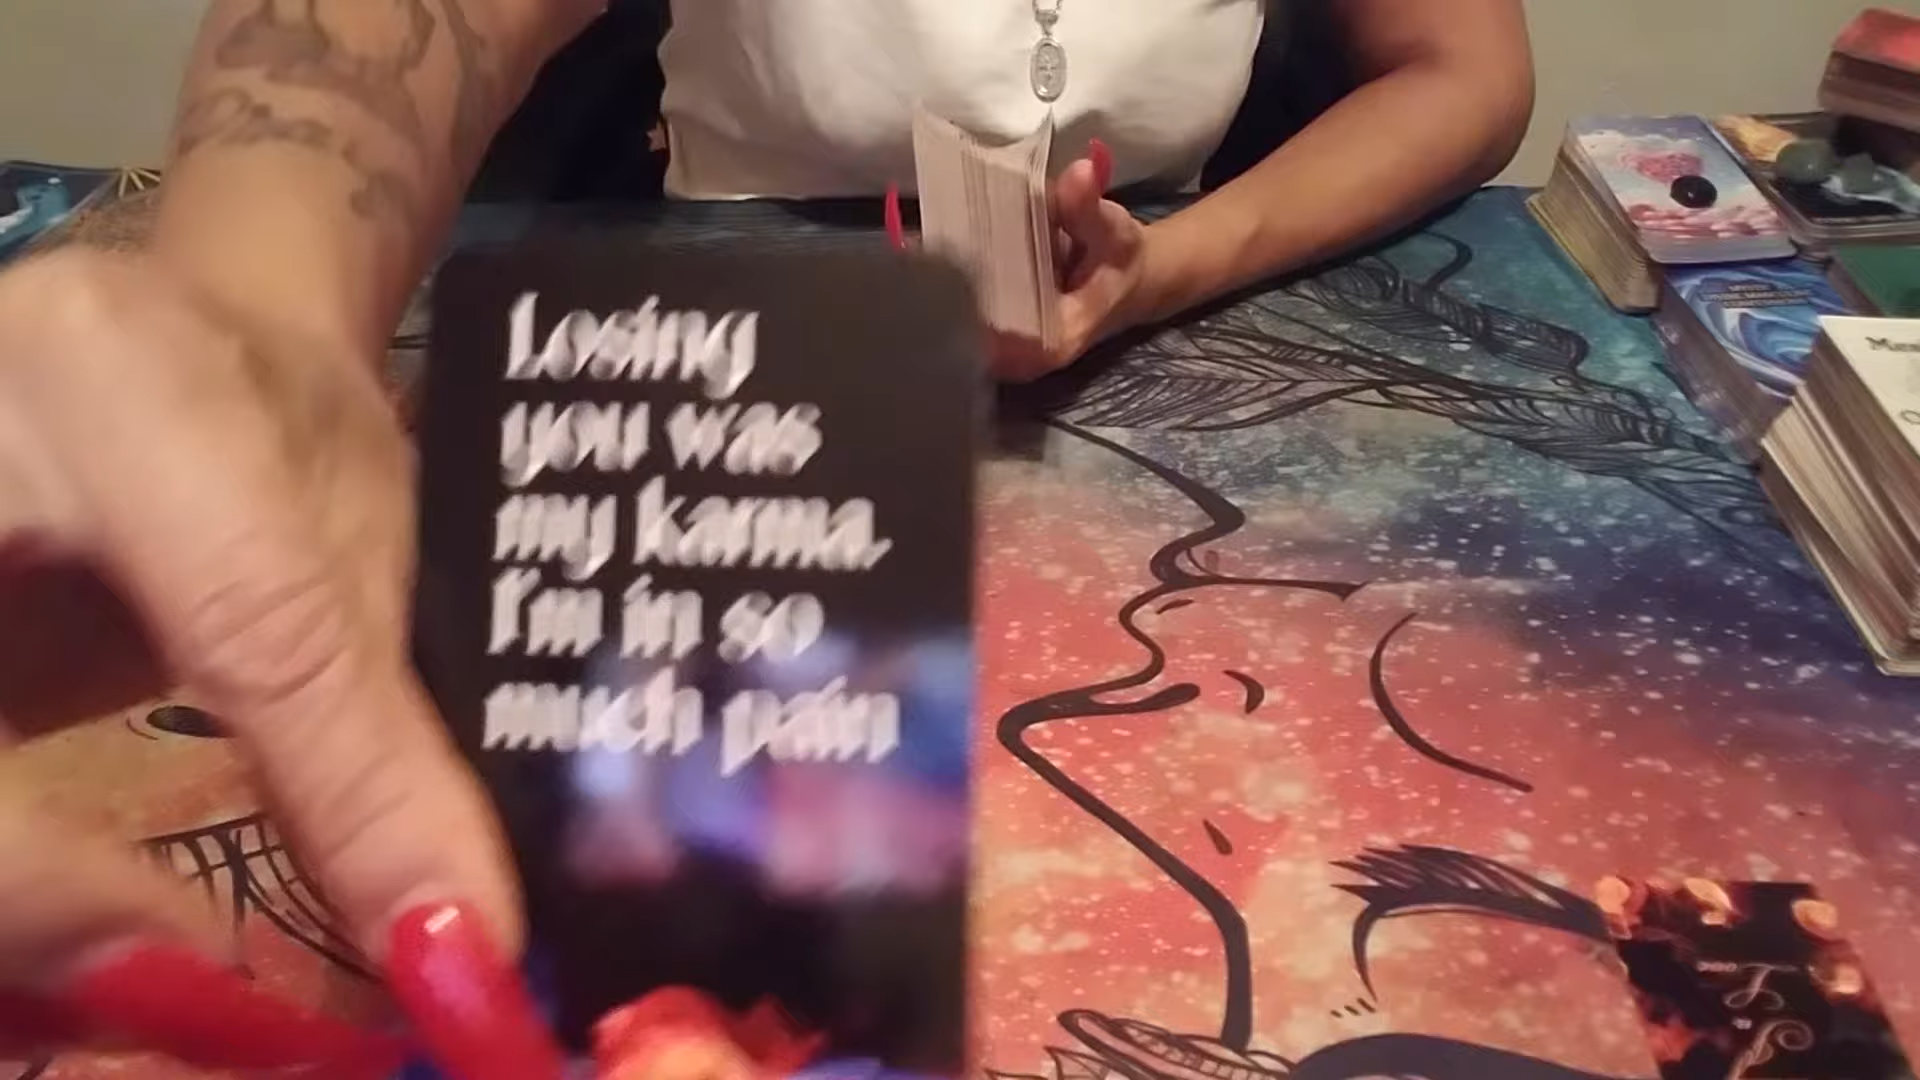 Losing
you was
my karma.
I'm in so
much pain